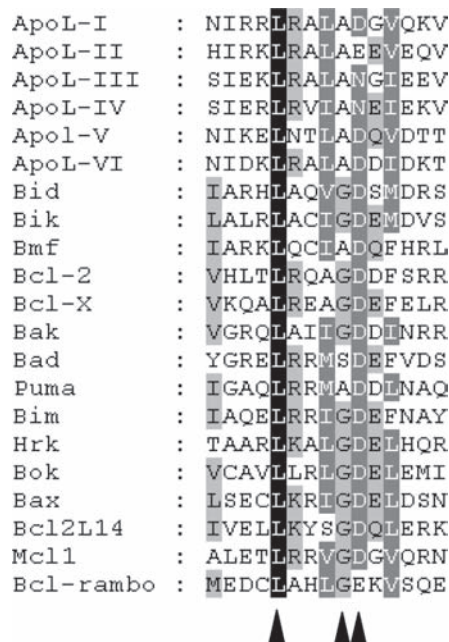 ApoL-I : NIRRLRALADGVQKV
ApoL-II : HIRKLRALAEEVEQV
ApoL-III : SIEKLRALANGIEEV
ApoL-IV : SIERLRVIANEIEKV
Apol-V : NIKELNTLADQVDTT
ApoL-VI : NIDKLRALADDIDKT
Bid : IARHLAQVGDSMDRS
Bik : LALRLACIGDEMDVS
Bmf : IARKLQCIADQFHRL
Bcl-2 : VHLTLRQAGDDFSRR
Bcl-X : VKQALREAGDEFELR
Bak : VGRQLAIIGDDINRR
Bad : YGRELRRMSDEFVDS
Puma : IGAQLRRMADDLNAQ
Bim : IAQELRRIGDEFNAY
Hrk : TAARLKALGDELHQR
Bok : VCAVLLRLGDELEMI
Bax : LSECLKRIGDELDSN
Bcl2L14 : IVELLKYSGDQLERK
Mcl1 : ALETLRRVGDGVQRN
Bcl-rambo : MEDCLAHLGEKVSQE